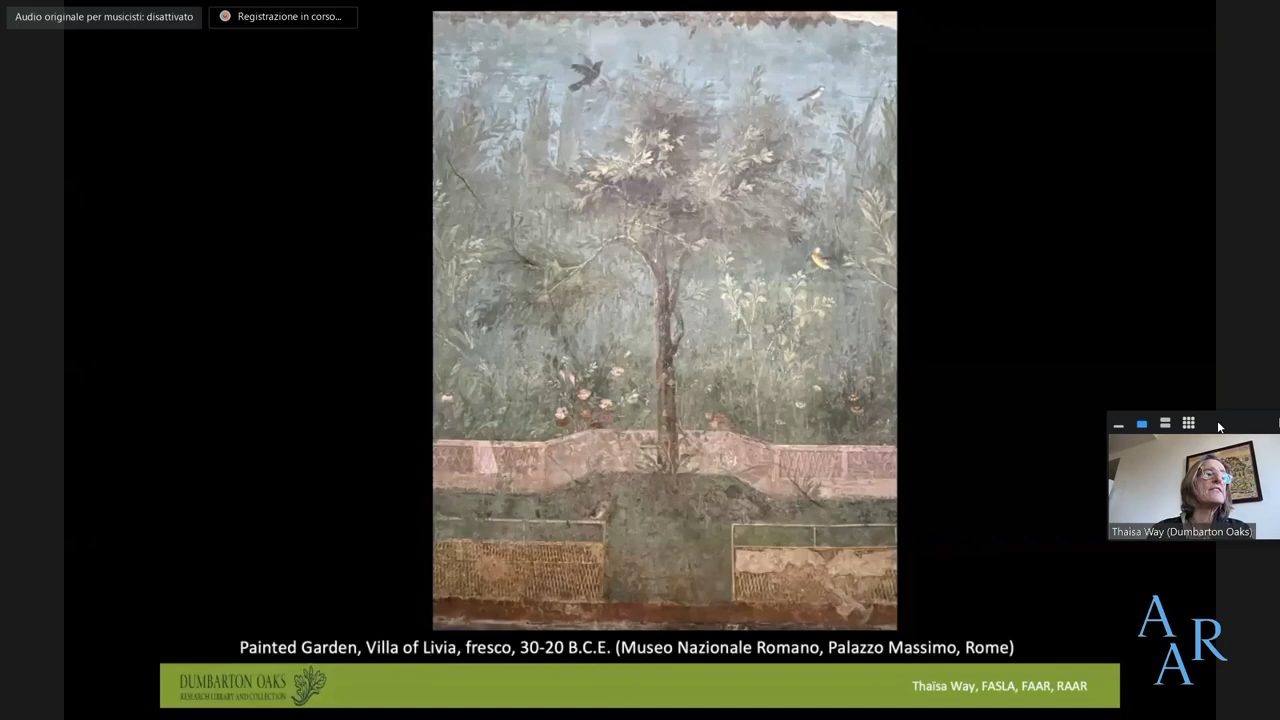 Audio originale per musicisti: disattivato
Registrazione in corso...
Thaisa Way (Dumbarton Oaks)
A
A R
Painted Garden, Villa of Livia, fresco, 30-20 B.C.E. (Museo Nazionale Romano, Palazzo Massimo, Rome)
DUMBARTON OAKS
RESEARCH LIBRARY AND COLLECTION
Thaïsa Way, FASLA, FAAR, RAAR